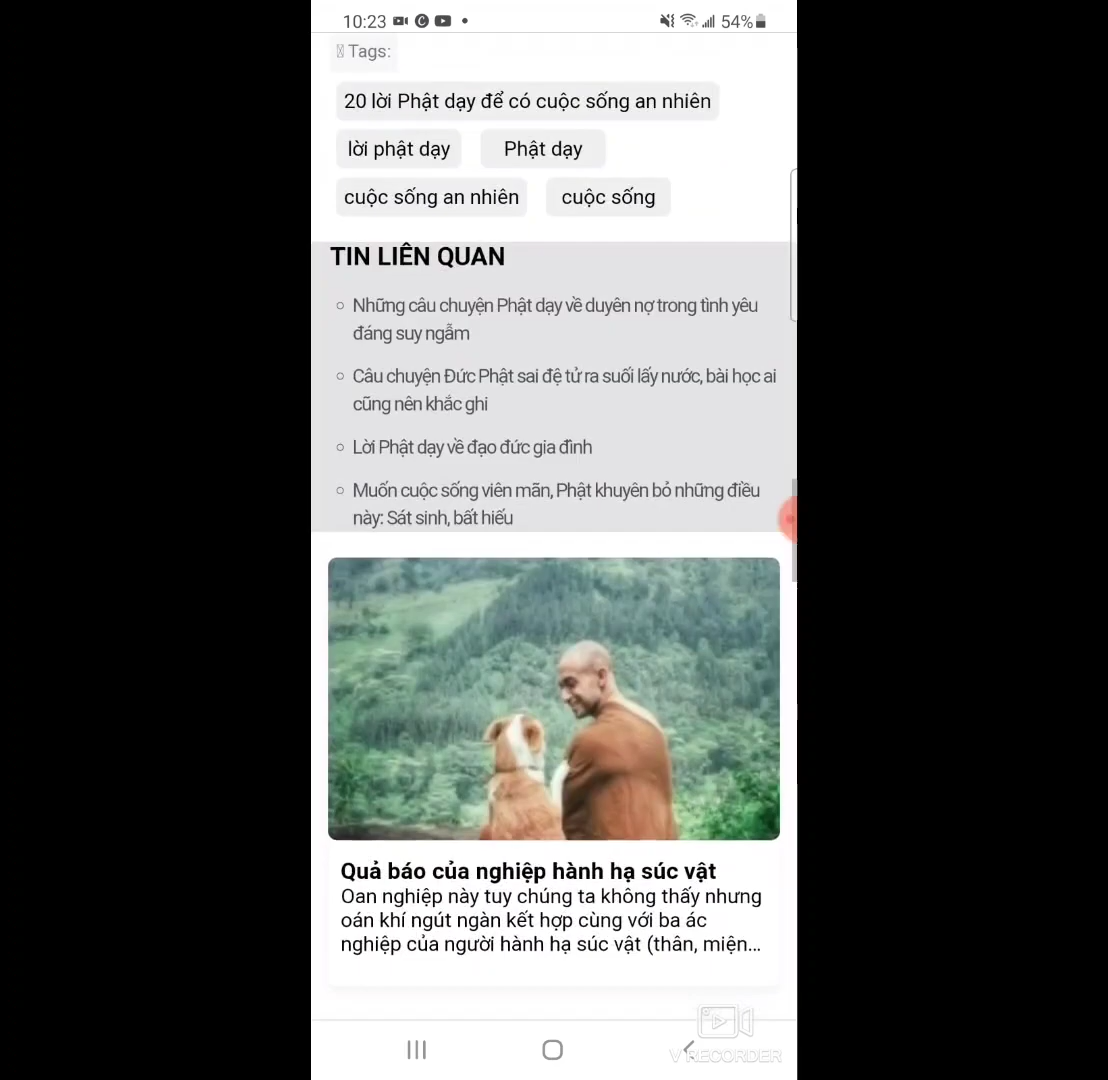 10:23
54%
Tags:
20 lời Phật dạy để có cuộc sống an nhiên
lời phật dạy
Phật dạy
cuộc sống an nhiên
cuộc sống
TIN LIÊN QUAN
Những câu chuyện Phật dạy về duyên nợ trong tình yêu
đáng suy ngẫm
Câu chuyện Đức Phật sai đệ tử ra suối lấy nước, bài học ai
cũng nên khắc ghi
Lời Phật dạy về đạo đức gia đình
Muốn cuộc sống viên mãn, Phật khuyên bỏ những điều
này: Sát sinh, bất hiếu
Quả báo của nghiệp hành hạ súc vật
Oan nghiệp này tuy chúng ta không thấy nhưng
oán khí ngút ngàn kết hợp cùng với ba ác
nghiệp của người hành hạ súc vật (thân, miện...
V RECORDER